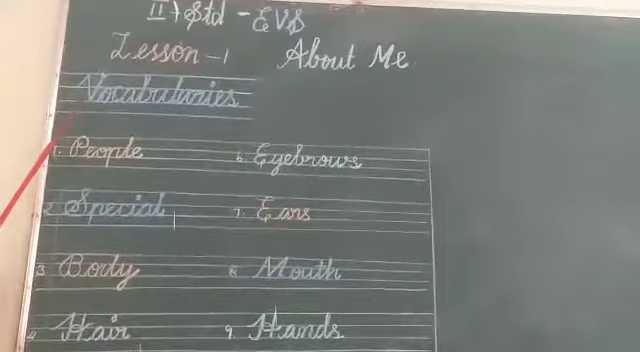 II Std - EVS
Lesson - 1 About Me
Vocabularies
1. People 6. Eyebrows
2. Special 7. Ears
3 Body 8. Mouth
4 Hair 9. Hands